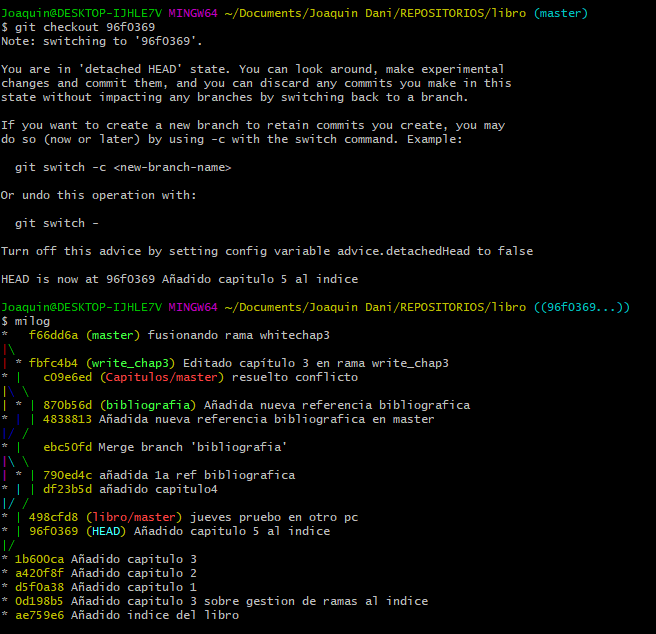 Joaquin@DESKTOP-IJHLE7V MINGW64 ~/Documents/Joaquin Dani/REPOSITORIOS/libro (master)
$ git checkout 96f0369
Note: switching to '96f0369'.
You are in 'detached HEAD' state. You can look around, make experimental
changes and commit them, and you can discard any commits you make in this
state without impacting any branches by switching back to a branch.
If you want to create a new branch to retain commits you create, you may
do so (now or later) by using -c with the switch command. Example:
git switch -c <new-branch-name>
Or undo this operation with:
git switch -
Turn off this advice by setting config variable advice.detachedHead to false
HEAD is now at 96f0369 Añadido capitulo 5 al indice
Joaquin@DESKTOP-IJHLE7V MINGW64 ~/Documents/Joaquin Dani/REPOSITORIOS/libro ((96f0369...))
$ milog
*   f66dd6a (master) fusionando rama whitechap3
|\
| * fbfc4b4 (write_chap3) Editado capítulo 3 en rama write_chap3
* |   c09e6ed (Capitulos/master) resuelto conflicto
|\ \
| * | 870b56d (bibliografia) Añadida nueva referencia bibliografica
* | | 4838813 Añadida nueva referencia bibliografica en master
|/ /
* |   ebc50fd Merge branch 'bibliografia'
|\ \
| * | 790ed4c añadida 1a ref bibliografica
* | | df23b5d añadido capitulo4
|/ /
* | 498cfd8 (libro/master) jueves pruebo en otro pc
* | 96f0369 (HEAD) Añadido capitulo 5 al indice
|/
* 1b600ca Añadido capitulo 3
* a420f8f Añadido capitulo 2
* d5f0a38 Añadido capitulo 1
* 0d198b5 Añadido capitulo 3 sobre gestion de ramas al indice
* ae759e6 Añadido indice del libro